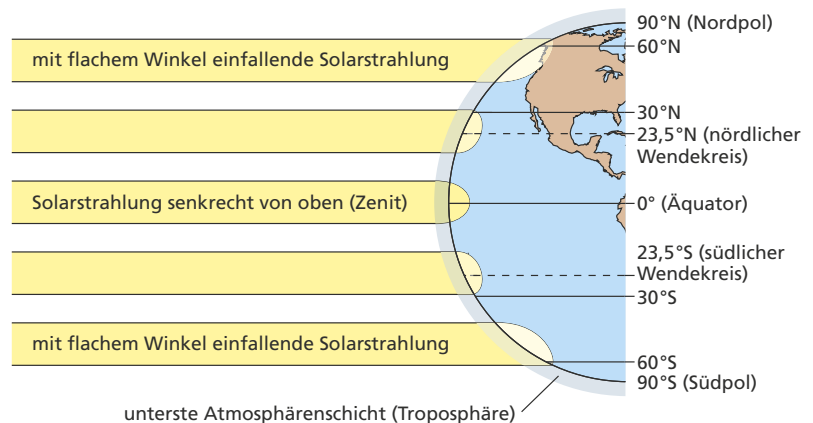 90°N (Nordpol)
60°N
mit flachem Winkel einfallende Solarstrahlung
30°N
23,5°N (nördlicher
Wendekreis)
Solarstrahlung senkrecht von oben (Zenit)
0° (Äquator)
23,5°S (südlicher
Wendekreis)
30°S
mit flachem Winkel einfallende Solarstrahlung
60°S
90°S (Südpol)
unterste Atmosphärenschicht (Troposphäre)